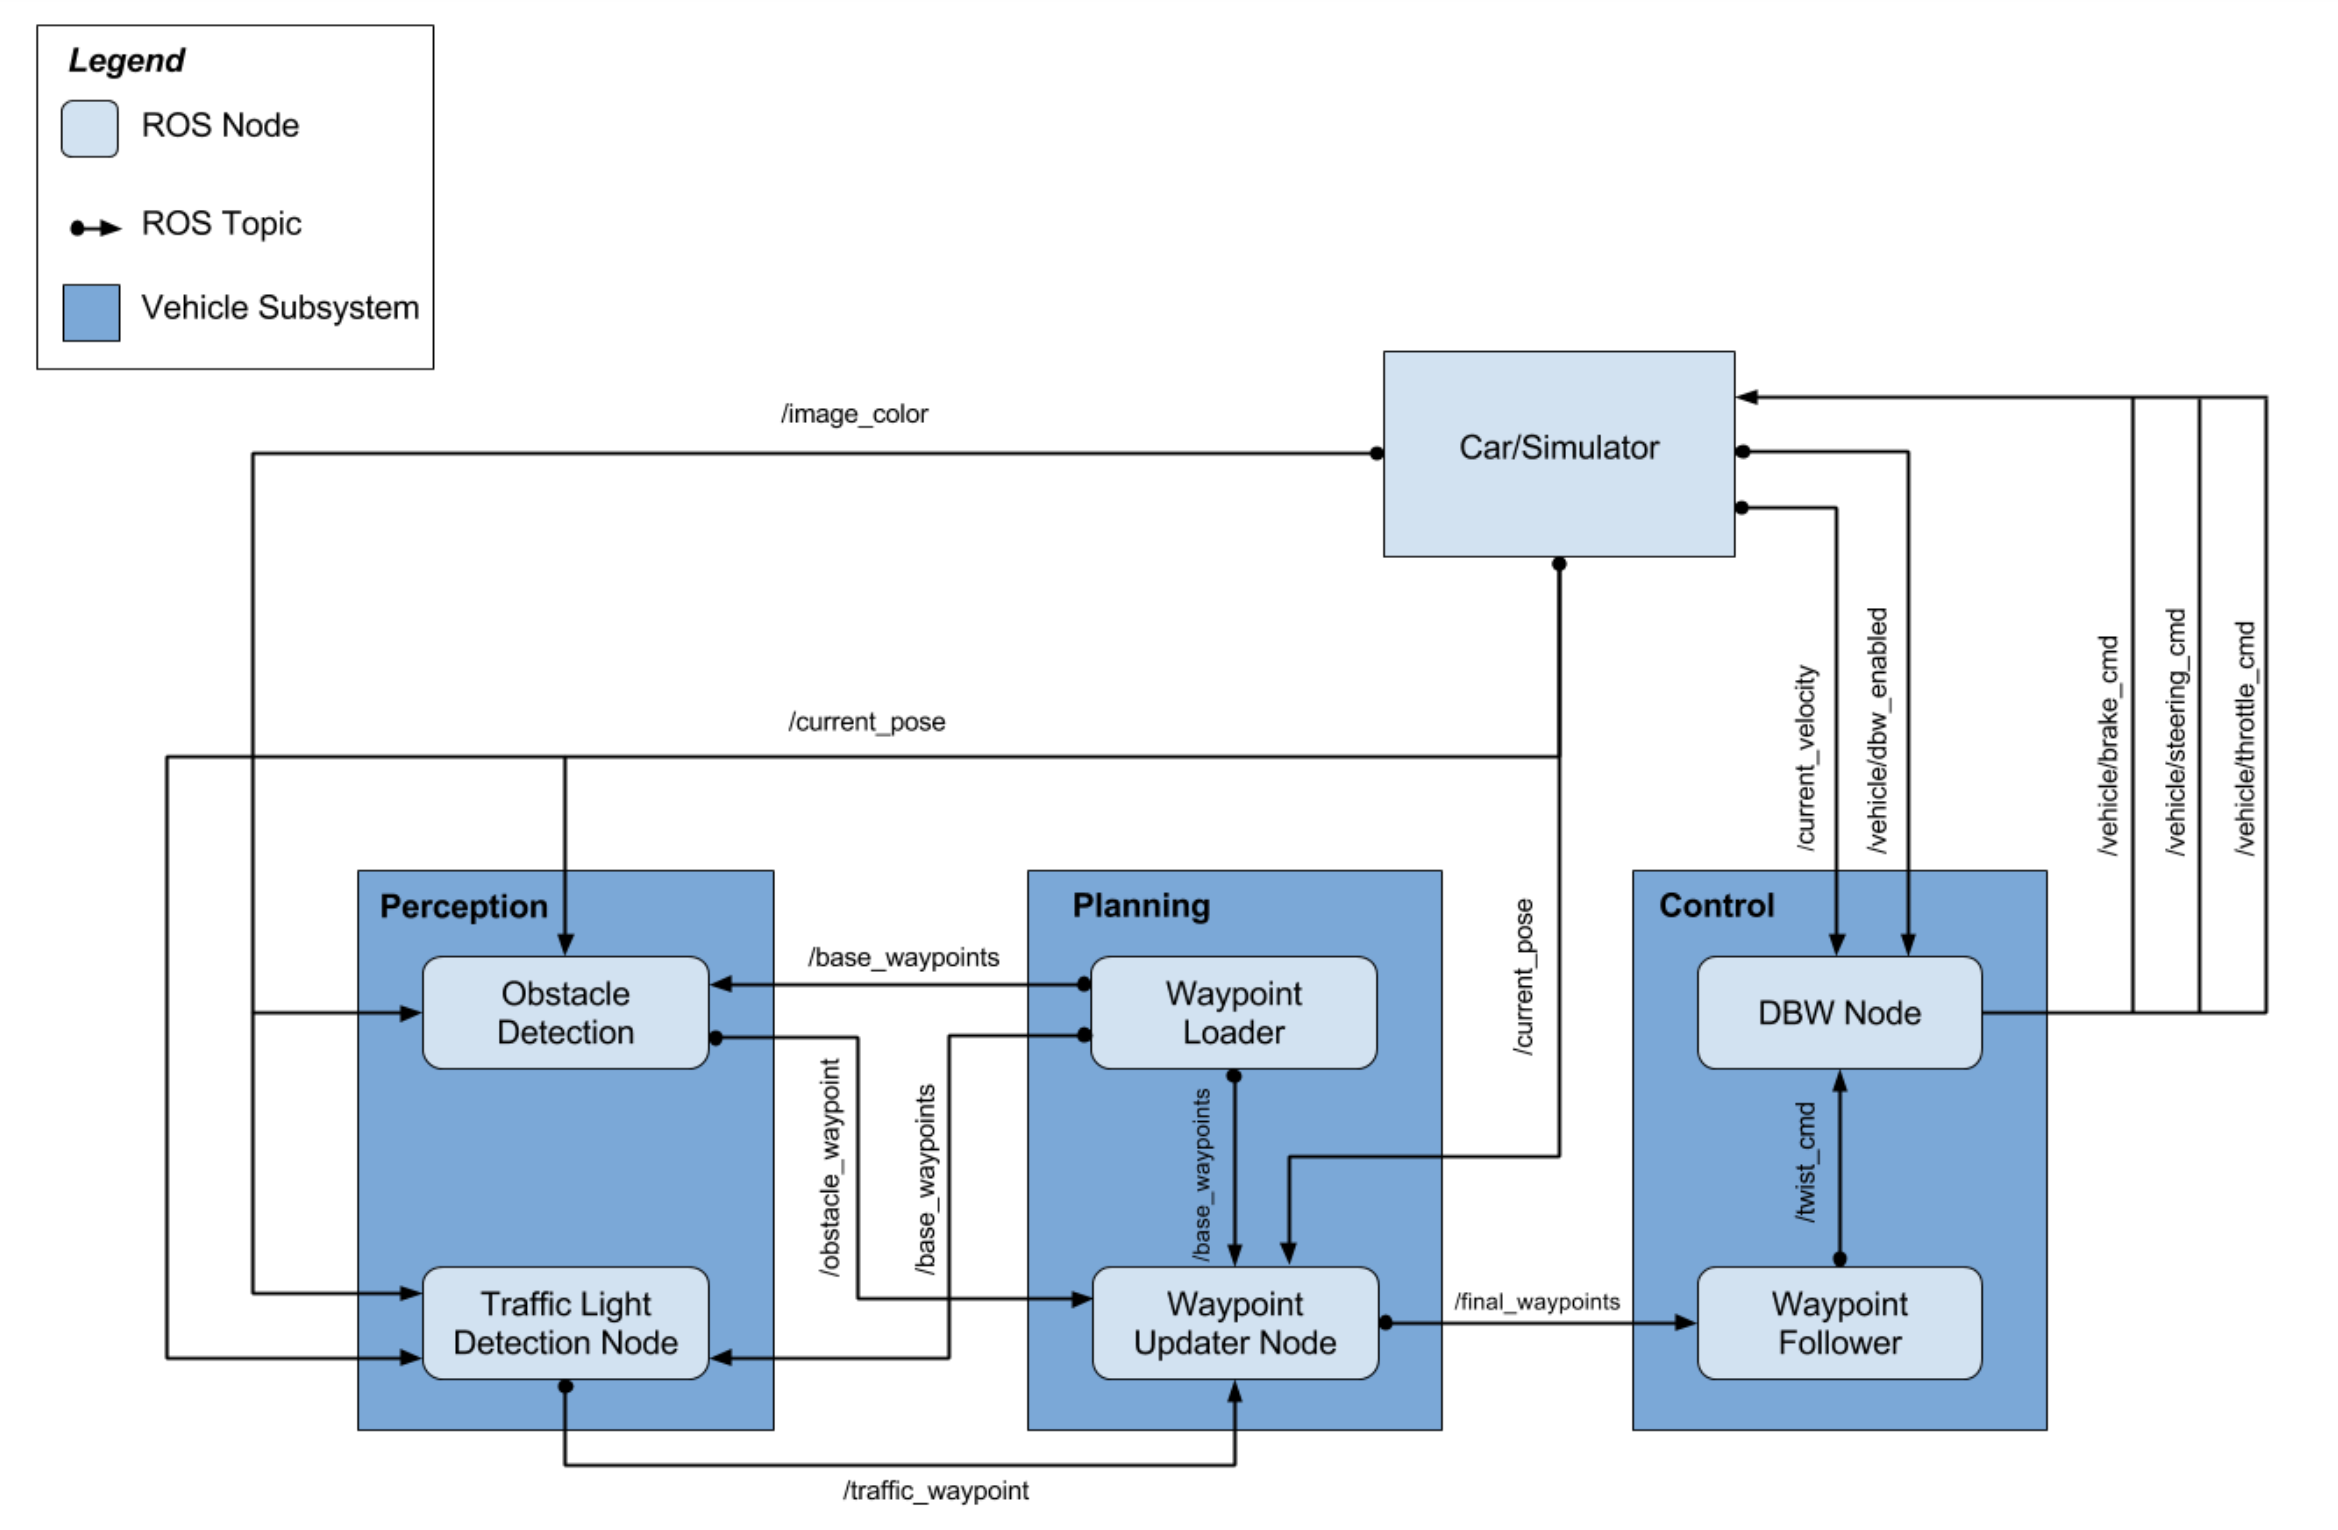 Legend
ROS Node
ROS Topic
Vehicle Subsystem
/image_color
Car/Simulator
/current_pose
/current_velocity
/vehicle/dbw_enabled
/vehicle/brake_cmd
/vehicle/steering_cmd
/vehicle/throttle_cmd
Perception
Obstacle
Detection
Traffic Light
Detection Node
/base_waypoints
/obstacle_waypoint
/base_waypoints
Planning
Waypoint
Loader
/base_waypoints
Waypoint
Updater Node
/current_pose
/final_waypoints
Control
DBW Node
/twist_cmd
Waypoint
Follower
/traffic_waypoint